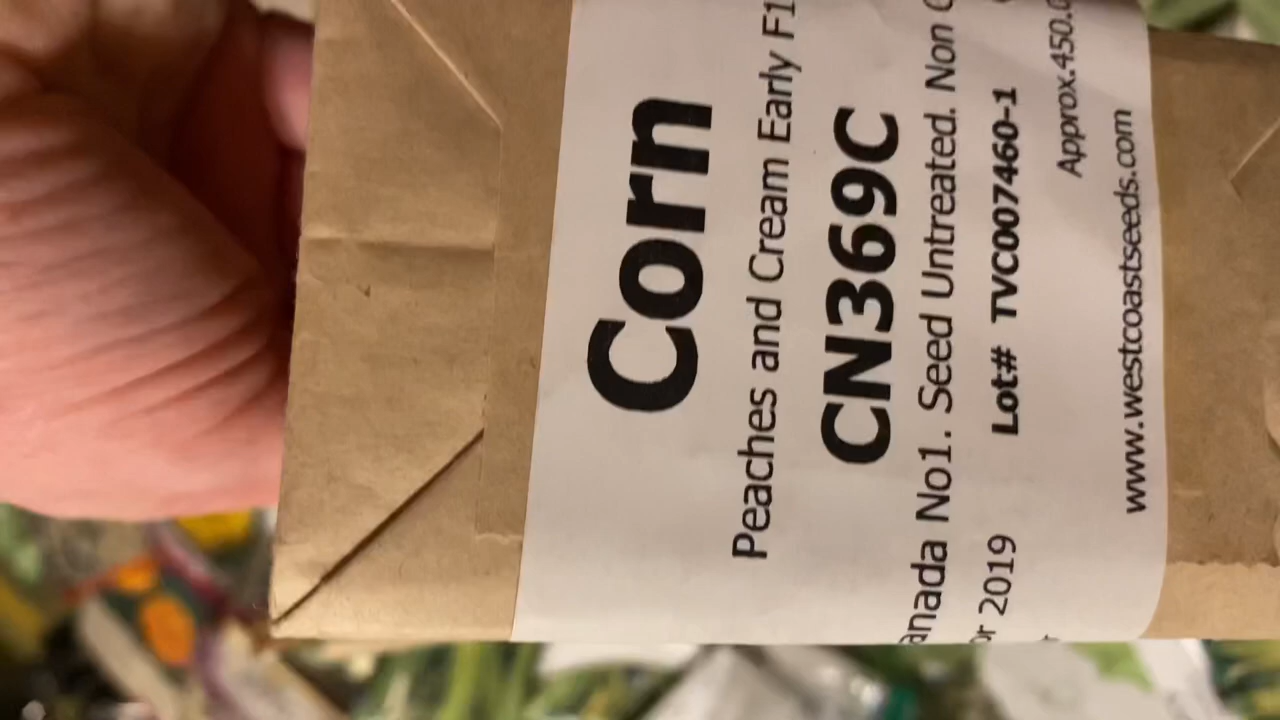 Corn
Peaches and Cream Early F1
CN369C
anada No1. Seed Untreated. Non
2019 Lot# TVC007460-1
Approx.450.0
www.westcoastseeds.com